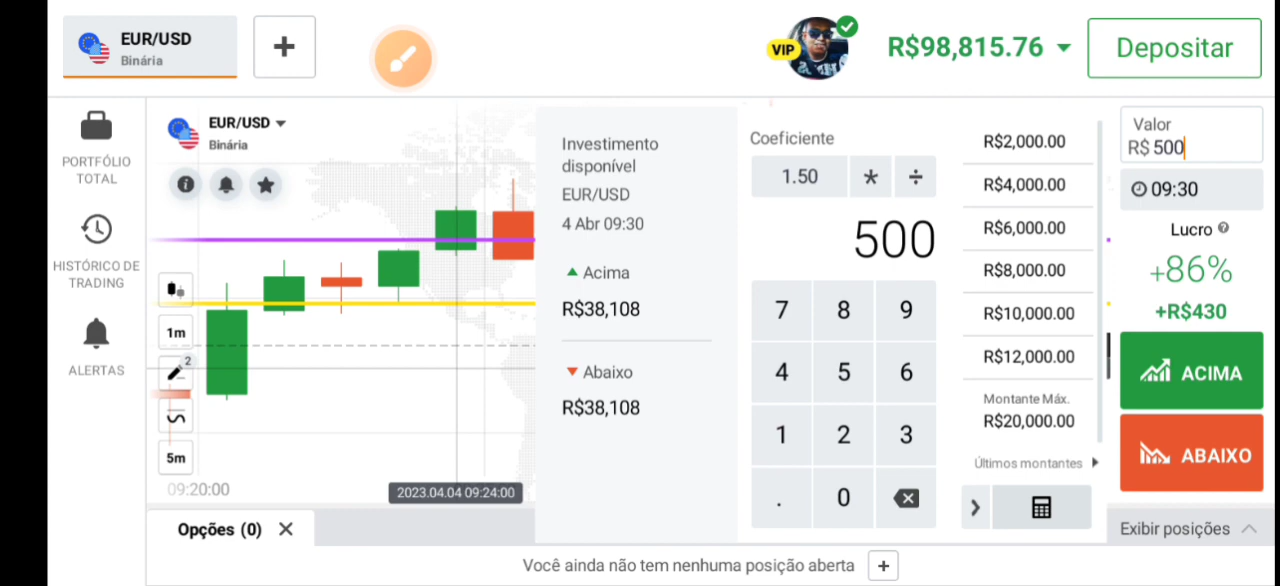 EUR/USD
Binária
+
VIP
R$98,815.76
Depositar
PORTFÓLIO
TOTAL
HISTÓRICO DE
TRADING
ALERTAS
EUR/USD
Binária
1m
2
5m
09:20:00
2023.04.04 09:24:00
Investimento
disponível
EUR/USD
4 Abr 09:30
Acima
R$38,108
Abaixo
R$38,108
Coeficiente
1.50 * ÷
500
7 8 9
4 5 6
1 2 3
. 0
R$2,000.00
R$4,000.00
R$6,000.00
R$8,000.00
R$10,000.00
R$12,000.00
Montante Máx.
R$20,000.00
Últimos montantes
Valor
R$ 500
09:30
Lucro
+86%
+R$430
ACIMA
ABAIXO
Opções (0)
Exibir posições
Você ainda não tem nenhuma posição aberta +